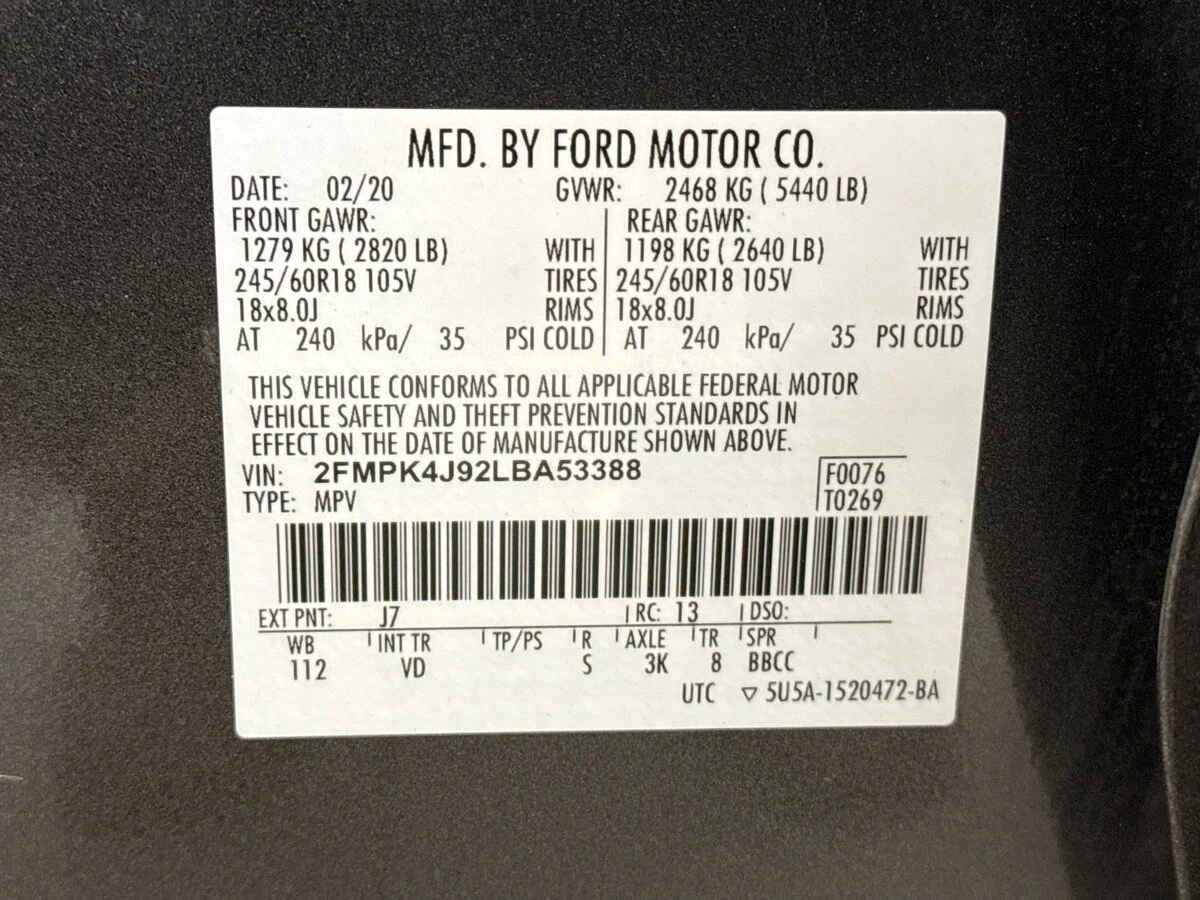 MFD. BY FORD MOTOR CO.
DATE: 02/20 GVWR: 2468 KG ( 5440 LB)
FRONT GAWR: REAR GAWR:
1279 KG ( 2820 LB) WITH 1198 KG ( 2640 LB) WITH
245/60R18 105V TIRES 245/60R18 105V TIRES
18x8.0J RIMS 18x8.0J RIMS
AT 240 kPa/ 35 PSI COLD AT 240 kPa/ 35 PSI COLD
THIS VEHICLE CONFORMS TO ALL APPLICABLE FEDERAL MOTOR
VEHICLE SAFETY AND THEFT PREVENTION STANDARDS IN
EFFECT ON THE DATE OF MANUFACTURE SHOWN ABOVE.
VIN: 2FMPK4J92LBA53388 F0076
TYPE: MPV T0269
EXT PNT: J7 RC: 13 DSO:
WB INT TR TP/PS R AXLE TR SPR
112 VD S 3K 8 BBCC
UTC ▽ 5U5A-1520472-BA